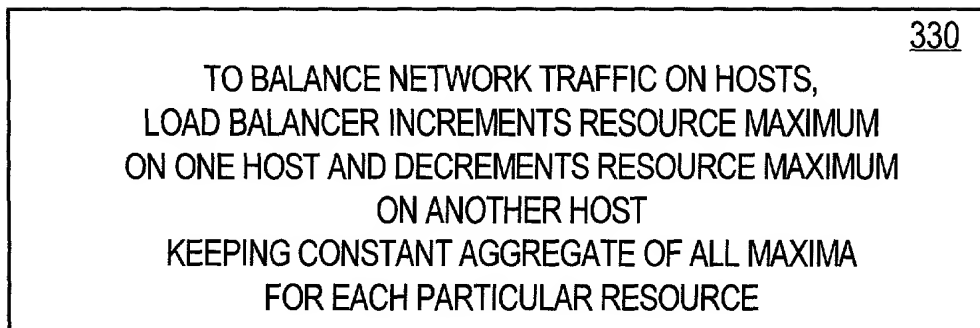 330
TO BALANCE NETWORK TRAFFIC ON HOSTS,
LOAD BALANCER INCREMENTS RESOURCE MAXIMUM
ON ONE HOST AND DECREMENTS RESOURCE MAXIMUM
ON ANOTHER HOST
KEEPING CONSTANT AGGREGATE OF ALL MAXIMA
FOR EACH PARTICULAR RESOURCE